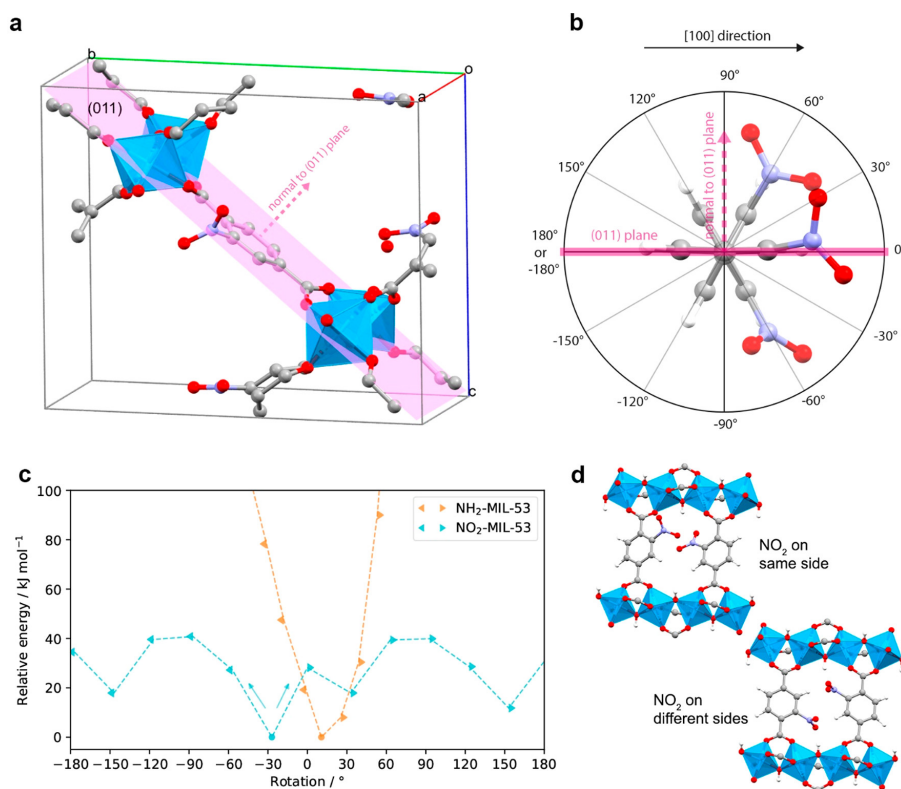 a
b
o
a
(011)
normal to (011) plane
c
b
[100] direction
90°
120°
60°
150°
30°
normal to (011) plane
(011) plane
180°
or
-180°
0
-150°
-30°
-120°
-60°
-90°
c
Relative energy / kJ mol⁻¹
100
80
60
40
20
0
NH₂-MIL-53
NO₂-MIL-53
−180 −150 −120 −90 −60 −30 0 30 60 90 120 150 180
Rotation / °
d
NO₂ on
same side
NO₂ on
different sides